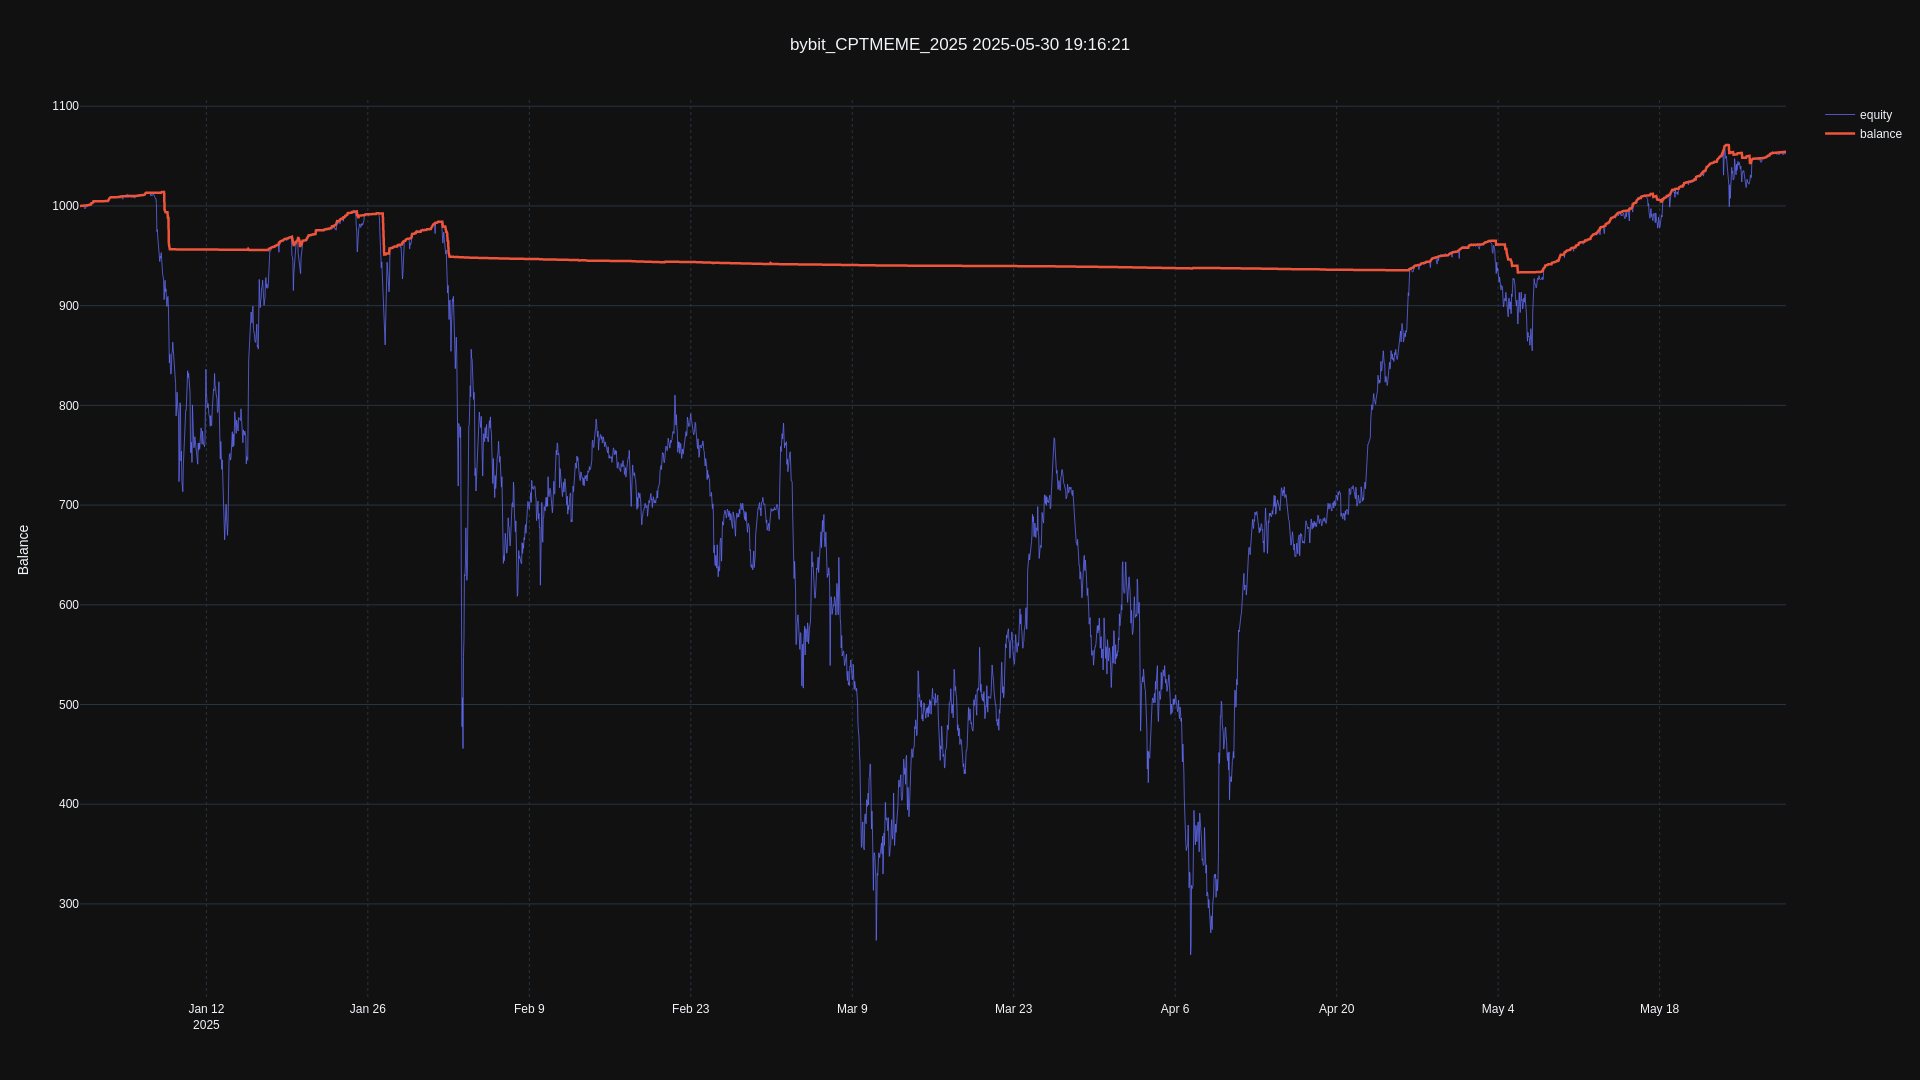 bybit_CPTMEME_2025 2025-05-30 19:16:21
equity
balance
Balance
1100
1000
900
800
700
600
500
400
300
Jan 12
2025
Jan 26
Feb 9
Feb 23
Mar 9
Mar 23
Apr 6
Apr 20
May 4
May 18